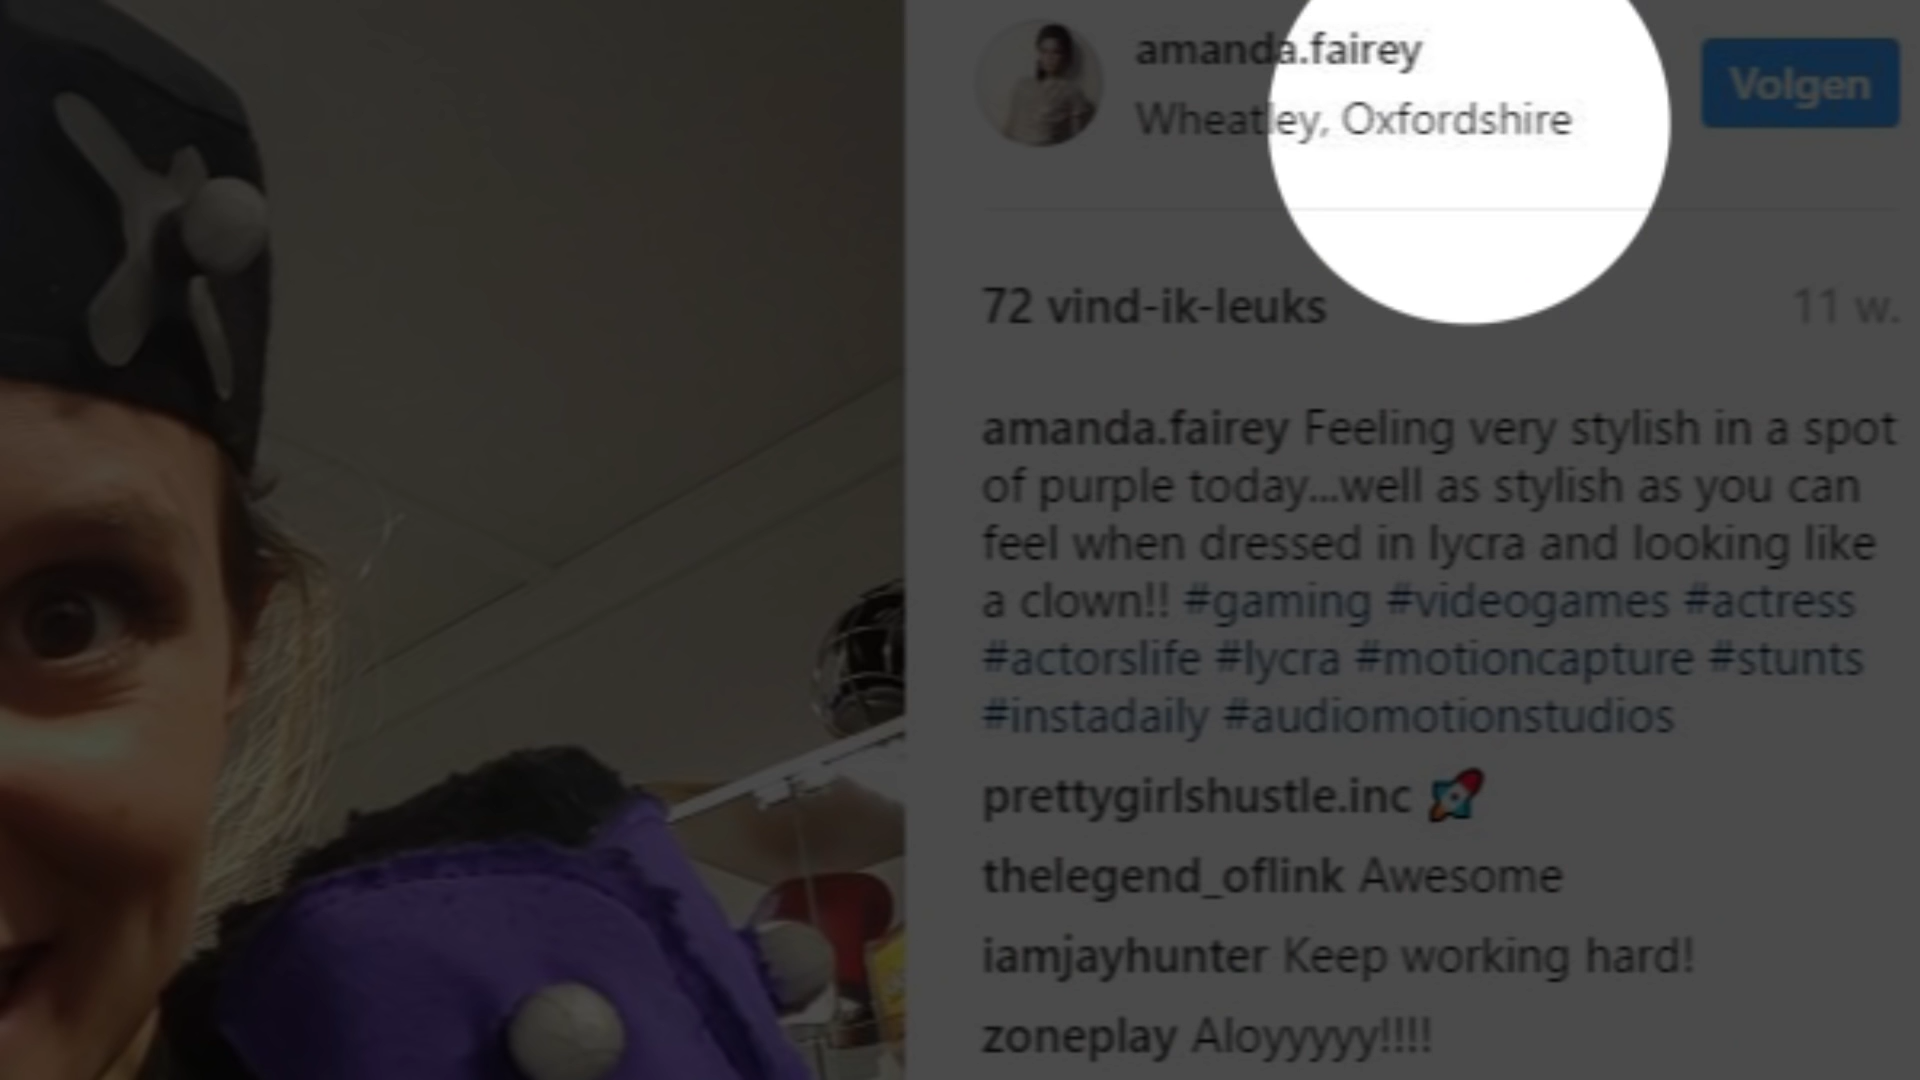 amanda.fairey
Wheatley, Oxfordshire
Volgen
72 vind-ik-leuks
11 w.
amanda.fairey Feeling very stylish in a spot
of purple today...well as stylish as you can
feel when dressed in lycra and looking like
a clown!! #gaming #videogames #actress
#actorslife #lycra #motioncapture #stunts
#instadaily #audiomotionstudios
prettygirlshustle.inc 🚀
thelegend_oflink Awesome
iamjayhunter Keep working hard!
zoneplay Aloyyyyy!!!!